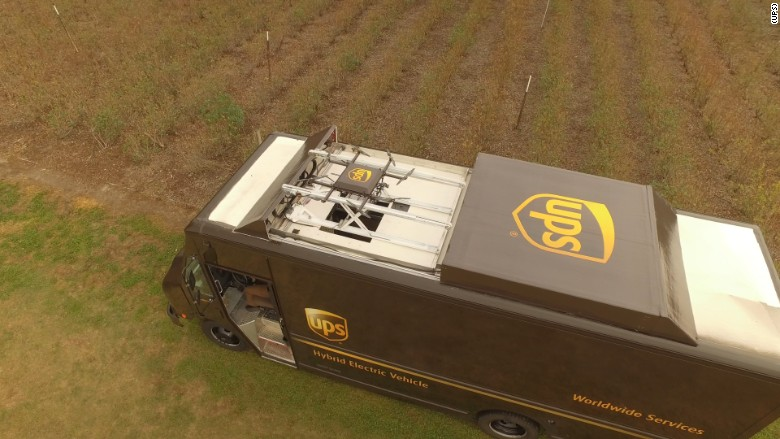 (UPS)
ups
ups
®
ups
Hybrid Electric Vehicle
Worldwide Services